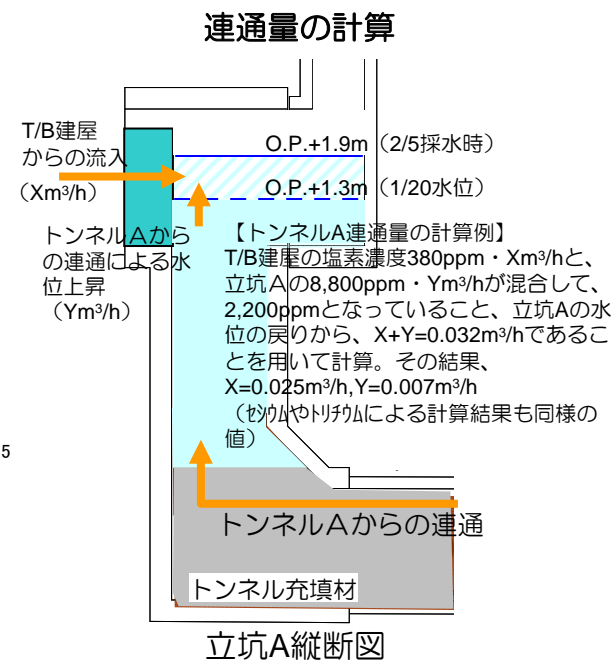 連通量の計算
T/B建屋
からの流入
（Xm³/h）
O.P.+1.9m（2/5採水時）
O.P.+1.3m（1/20水位）
トンネルAから
の連通による水
位上昇
（Ym³/h）
【トンネルA連通量の計算例】
T/B建屋の塩素濃度380ppm・Xm³/hと、
立坑Ａの8,800ppm・Ym³/hが混合して、
2,200ppmとなっていること、立坑Aの水
位の戻りから、X+Y=0.032m³/hであるこ
とを用いて計算。その結果、
X=0.025m³/h,Y=0.007m³/h
（ｾｼｳﾑやﾄﾘﾁｳﾑによる計算結果も同様の
値）
5
トンネルＡからの連通
トンネル充填材
立坑A縦断図